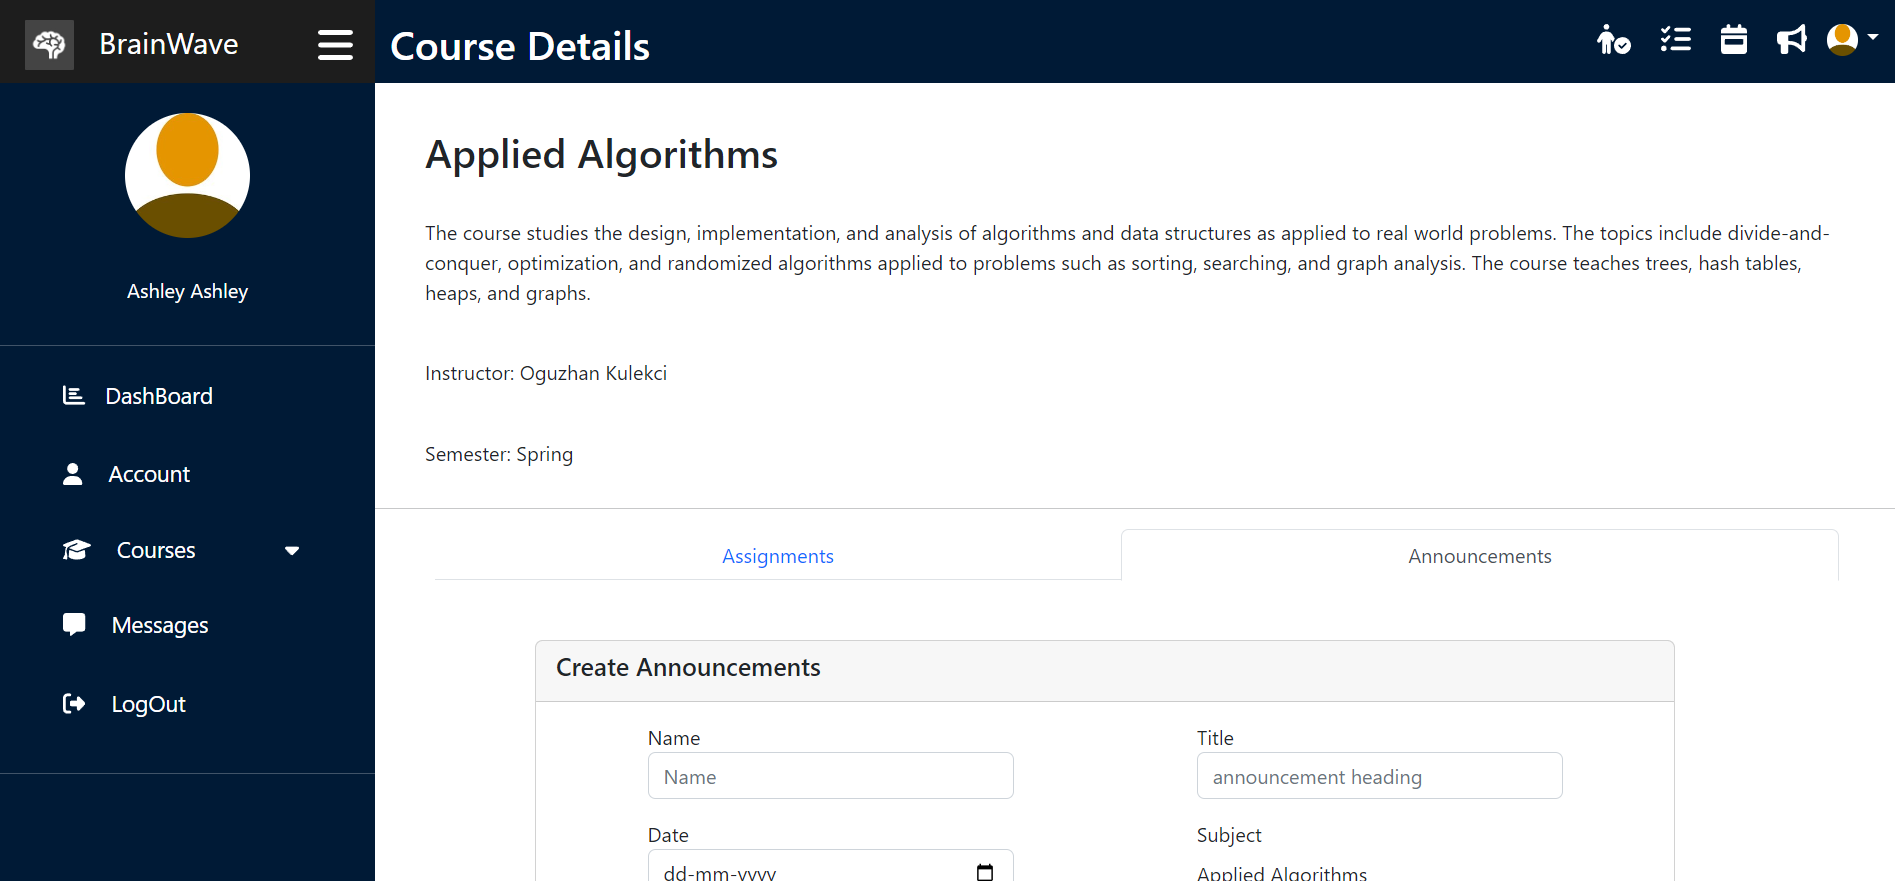 BrainWave
Course Details
Ashley Ashley
DashBoard
Account
Courses
Messages
LogOut
Applied Algorithms
The course studies the design, implementation, and analysis of algorithms and data structures as applied to real world problems. The topics include divide-and-
conquer, optimization, and randomized algorithms applied to problems such as sorting, searching, and graph analysis. The course teaches trees, hash tables,
heaps, and graphs.
Instructor: Oguzhan Kulekci
Semester: Spring
Assignments
Announcements
Create Announcements
Name
Title
Name
announcement heading
Date
Subject
dd-mm-yyyy
Applied Algorithms